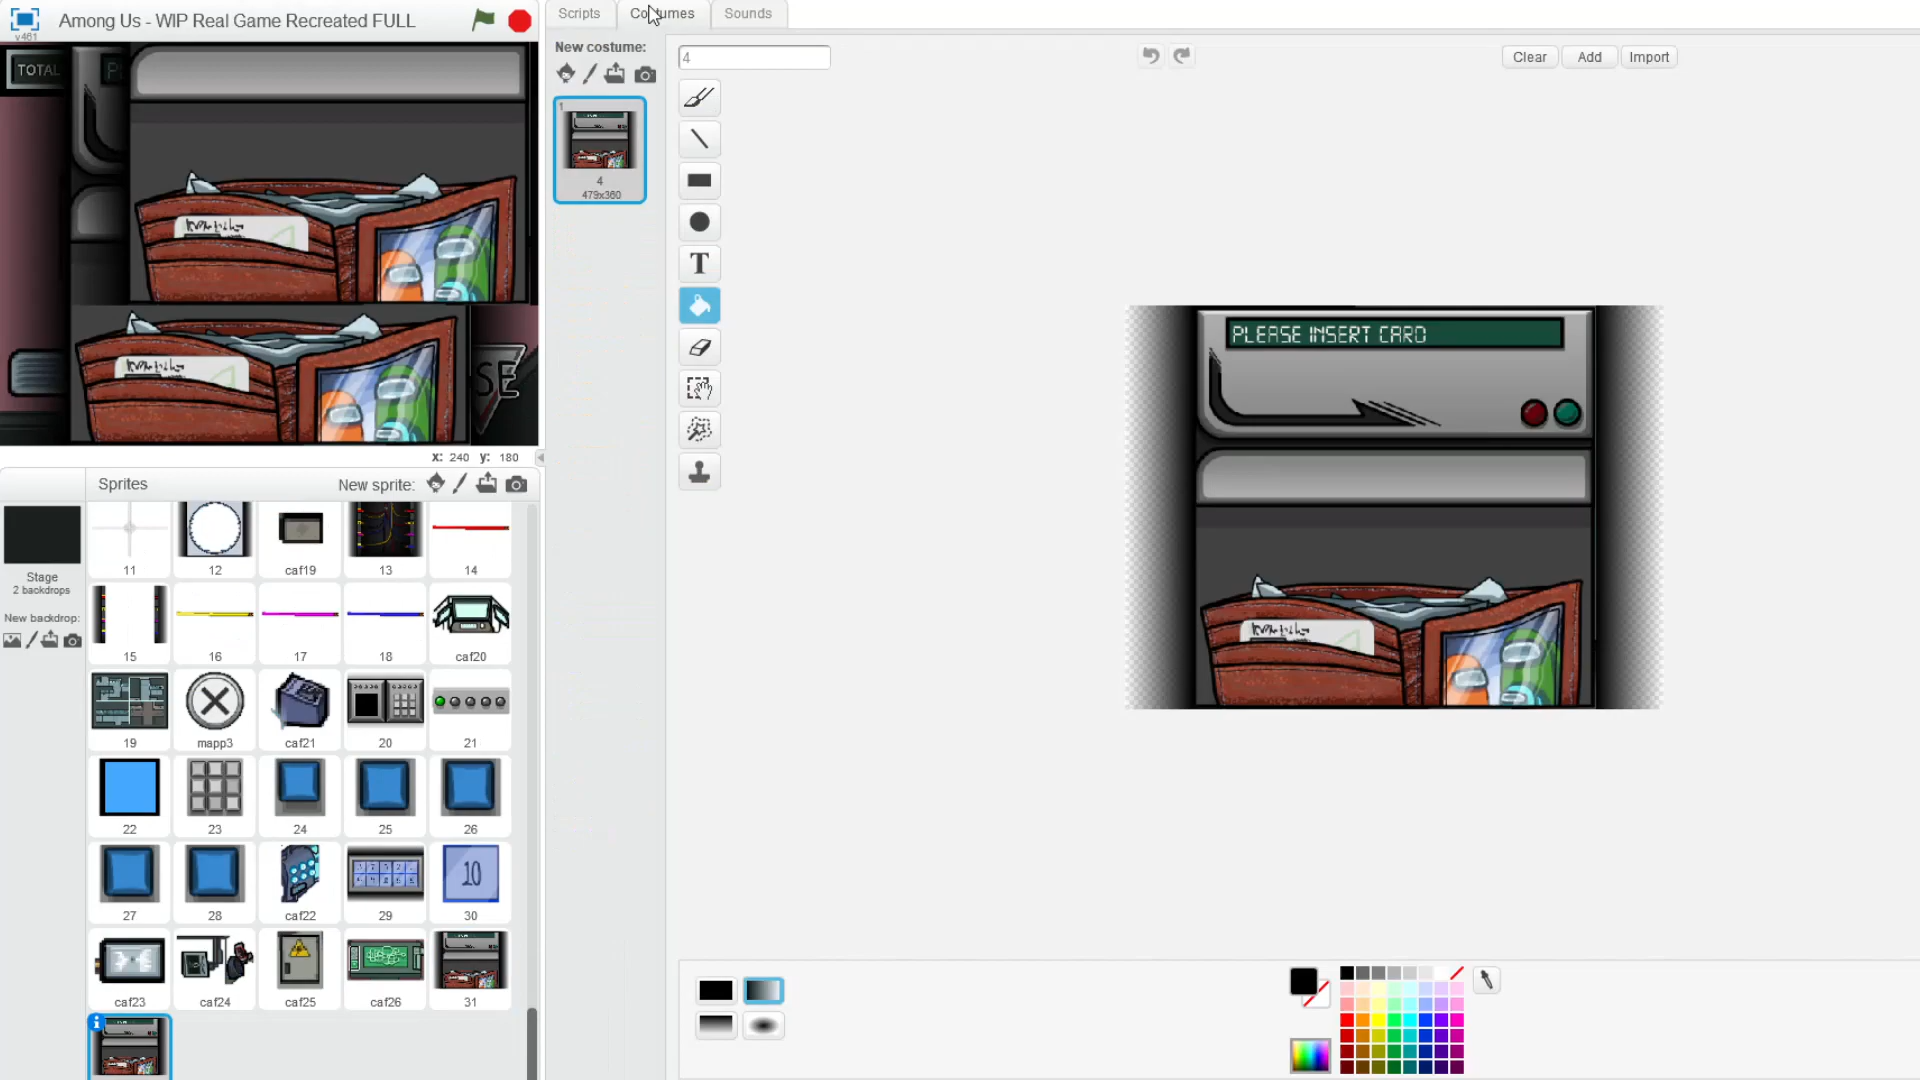 Among Us - WIP Real Game Recreated FULL
v461
Scripts
Costumes
Sounds
New costume:
4
Clear
Add
Import
1
4
479x360
TOTAL
PLEASE INSERT CARD
SE
x: 240 y: 180
Sprites
New sprite:
Stage
2 backdrops
New backdrop:
11
12
caf19
13
14
15
16
17
18
caf20
19
mapp3
caf21
20
21
22
23
24
25
26
10
27
28
caf22
29
30
caf23
caf24
caf25
caf26
31
T